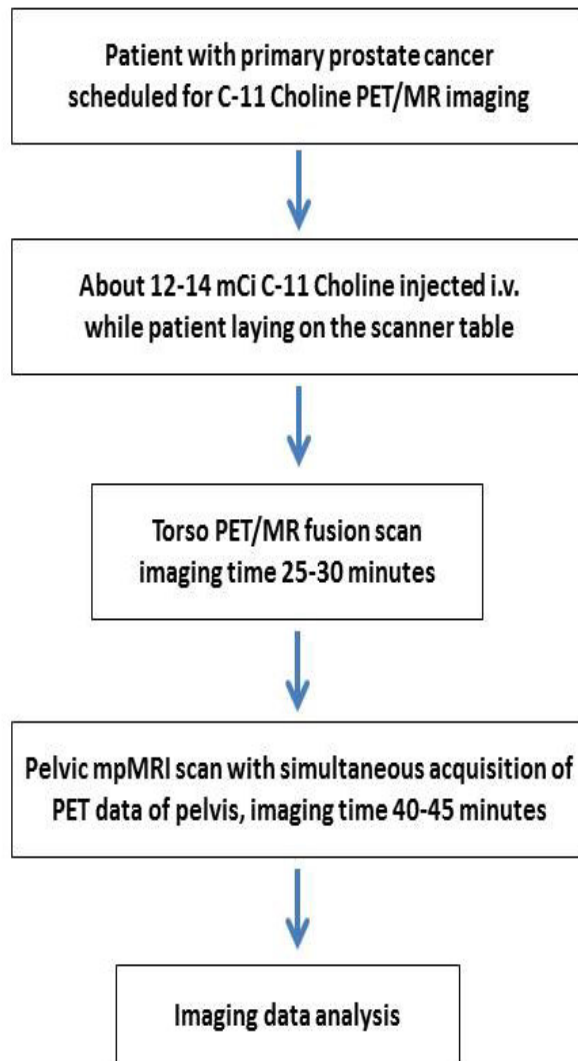 Patient with primary prostate cancer
scheduled for C-11 Choline PET/MR imaging
About 12-14 mCi C-11 Choline injected i.v.
while patient laying on the scanner table
Torso PET/MR fusion scan
imaging time 25-30 minutes
Pelvic mpMRI scan with simultaneous acquisition of
PET data of pelvis, imaging time 40-45 minutes
Imaging data analysis